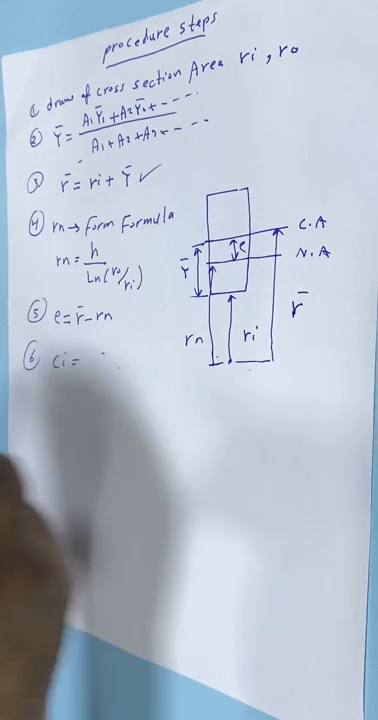 procedure steps
① draw of cross section Area ri , ro
② Ȳ = A₁Ȳ₁ + A₂Ȳ₂ + - - - -
A₁ + A₂ + A₃ + - - - -
③ r̄ = ri + Ȳ ✓
④ rn → Form Formula
rn = h
Ln(ro/ri)
⑤ e = r̄ - rn
⑥ ci =
C.A
e
N.A
Ȳ
r̄
rn
ri